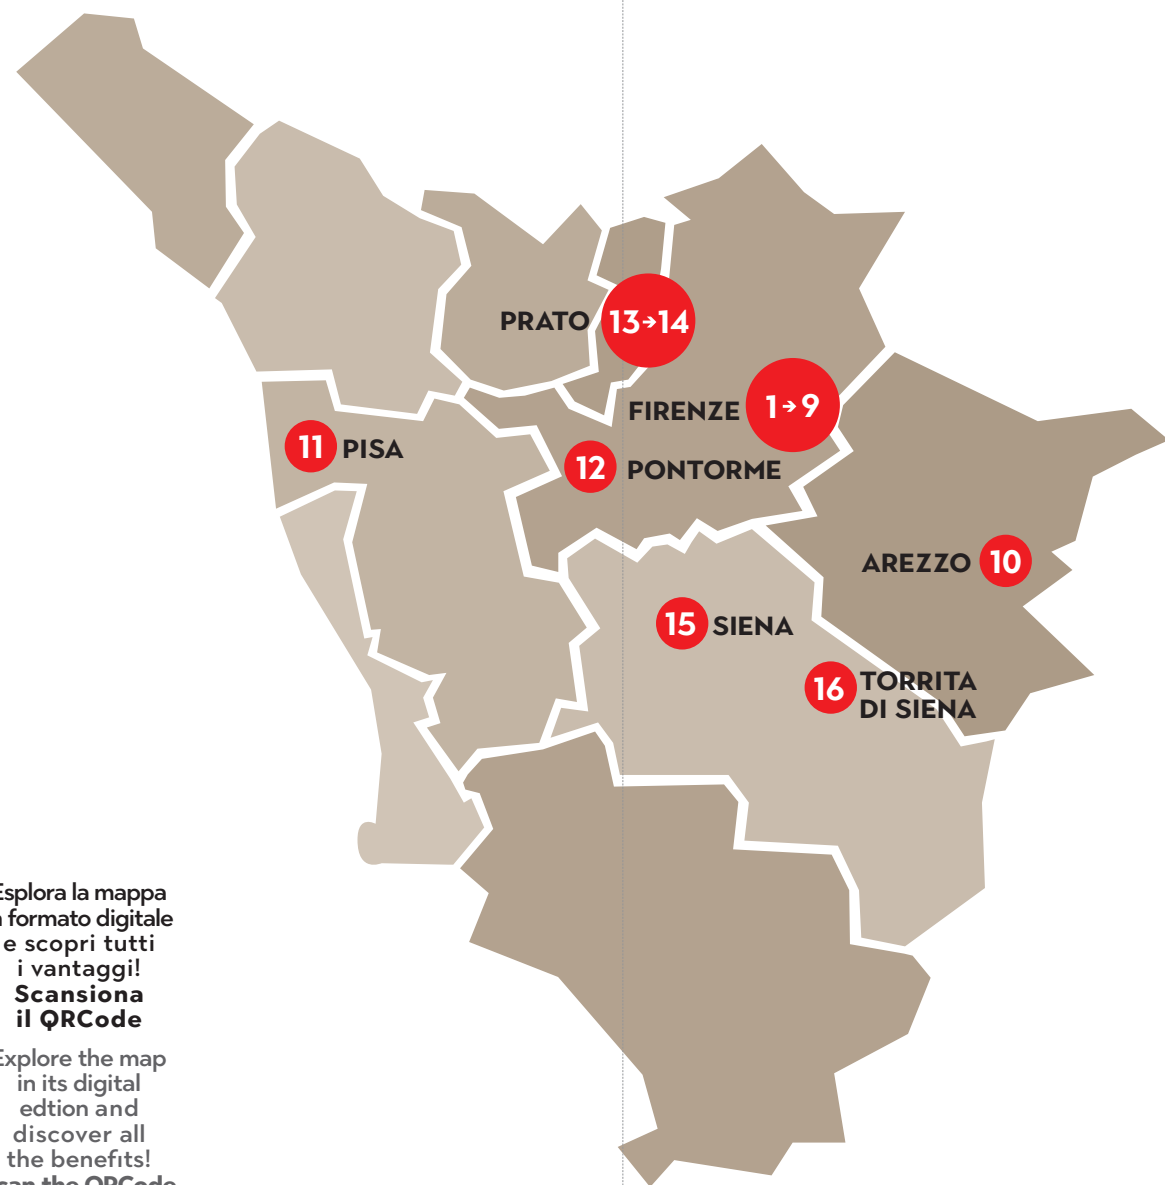 PRATO 13→14
FIRENZE 1→9
11 PISA
12 PONTORME
AREZZO 10
15 SIENA
16 TORRITA
DI SIENA
Esplora la mappa
formato digitale
e scopri tutti
i vantaggi!
Scansiona
il QRCode
Explore the map
in its digital
edtion and
discover all
the benefits!
the QRCode